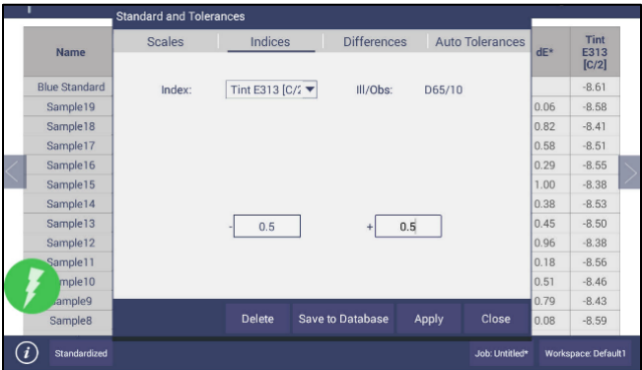 Standard and Tolerances
Scales Indices Differences Auto Tolerances
Index: Tint E313 [C/2 Ill/Obs: D65/10
- 0.5 + 0.5
Delete Save to Database Apply Close
Name dE* Tint E313 [C/2]
Blue Standard -8.61
Sample19 0.06 -8.58
Sample18 0.82 -8.41
Sample17 0.58 -8.51
Sample16 0.29 -8.55
Sample15 1.00 -8.38
Sample14 0.38 -8.53
Sample13 0.45 -8.50
Sample12 0.96 -8.38
Sample11 0.18 -8.56
mple10 0.51 -8.46
ample9 0.79 -8.43
Sample8 0.08 -8.59
i Standardized Job: Untitled* Workspace: Default1